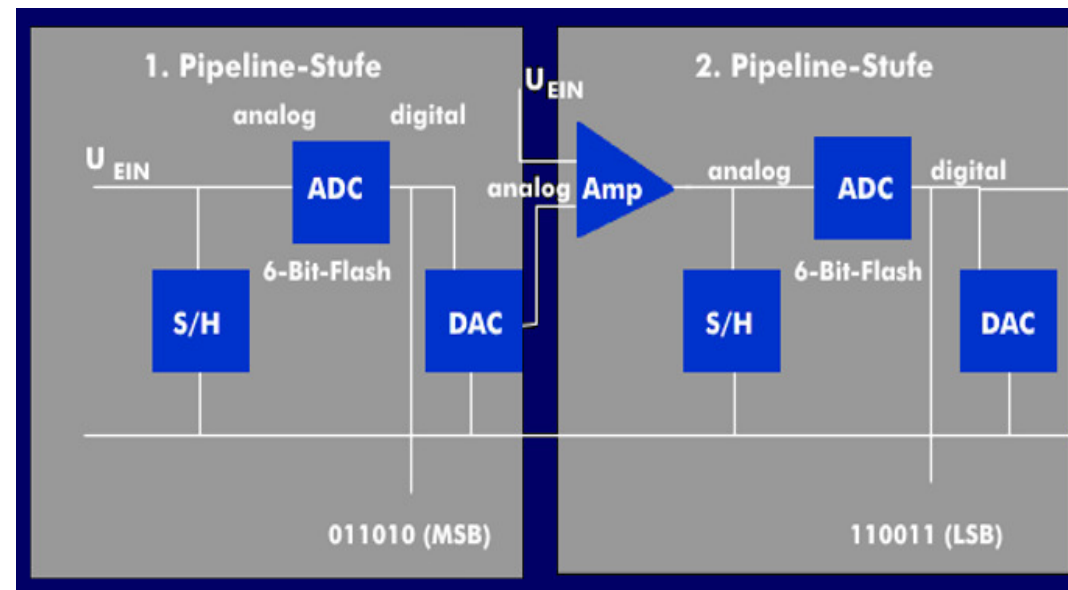 1. Pipeline-Stufe
analog digital
U EIN
ADC
6-Bit-Flash
S/H
DAC
011010 (MSB)
U EIN
analog
Amp
2. Pipeline-Stufe
analog
ADC
digital
6-Bit-Flash
S/H
DAC
110011 (LSB)